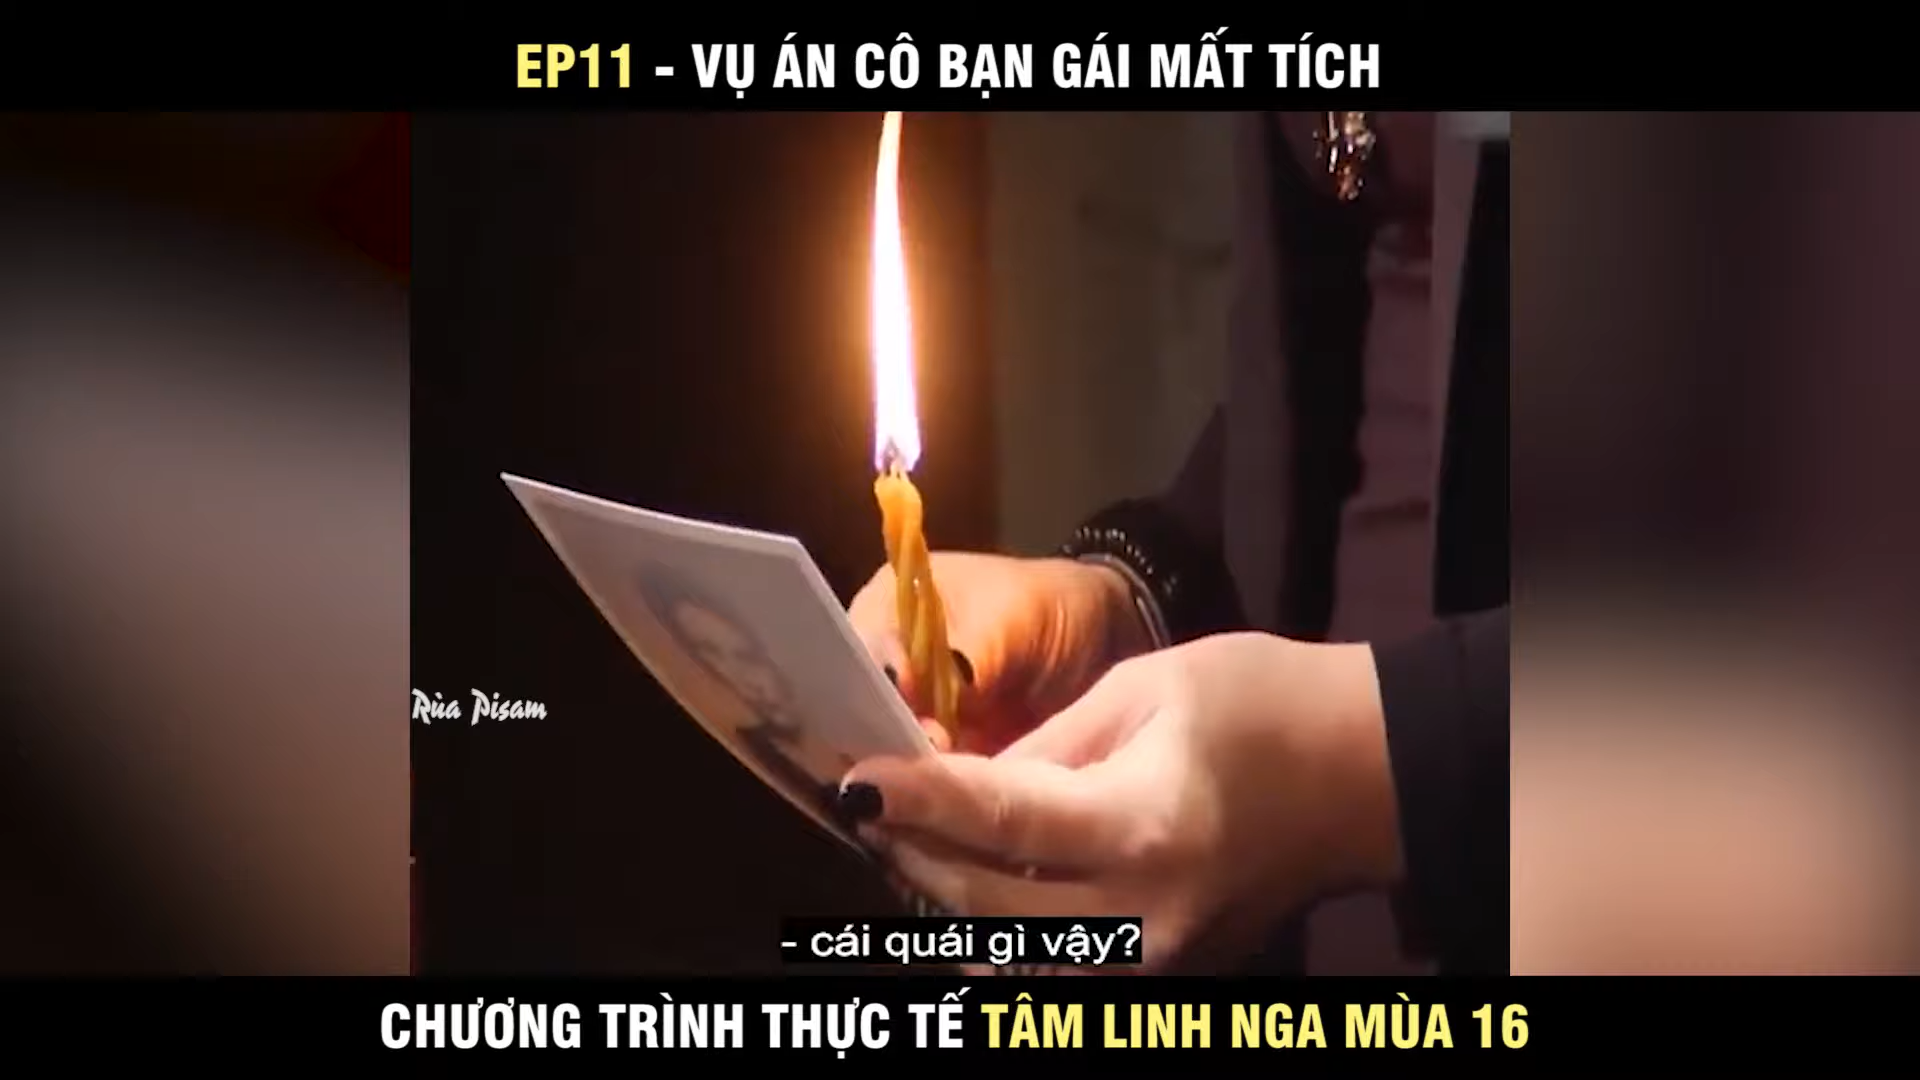 EP11 - VỤ ÁN CÔ BẠN GÁI MẤT TÍCH
Rùa Pisam
- cái quái gì vậy?
CHƯƠNG TRÌNH THỰC TẾ TÂM LINH NGA MÙA 16